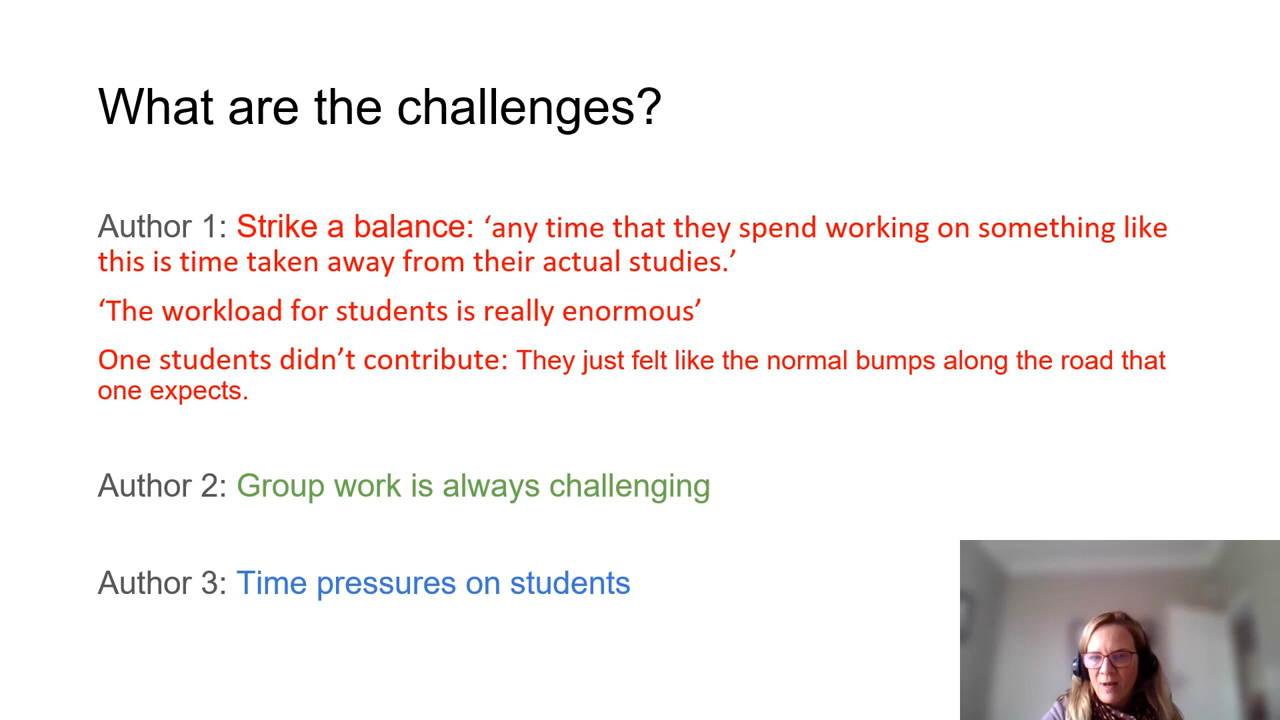 What are the challenges?
Author 1: Strike a balance: ‘any time that they spend working on something like
this is time taken away from their actual studies.’
‘The workload for students is really enormous’
One students didn’t contribute: They just felt like the normal bumps along the road that
one expects.
Author 2: Group work is always challenging
Author 3: Time pressures on students